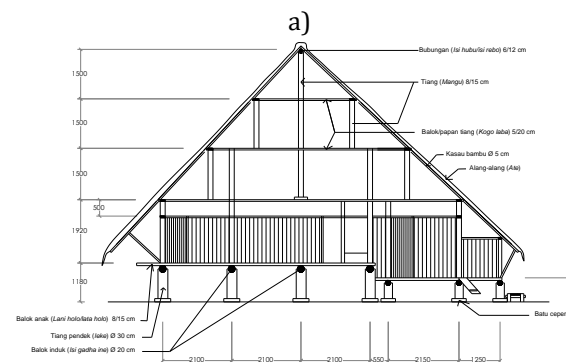 a)
Bubungan (Isi hubu/isi rebo) 6/12 cm
Tiang (Mangu) 8/15 cm
Balok/papan tiang (Kogo laba) 5/20 cm
Kasau bambu Ø 5 cm
Alang-alang (Ate)
1500
1500
1500
500
1920
1180
Balok anak (Lani holo/lata holo) 8/15 cm
Tiang pendek (leke) Ø 30 cm
Balok induk (Isi gadha ine) Ø 20 cm
Batu ceper
2100
2100
2100
550
2150
1250